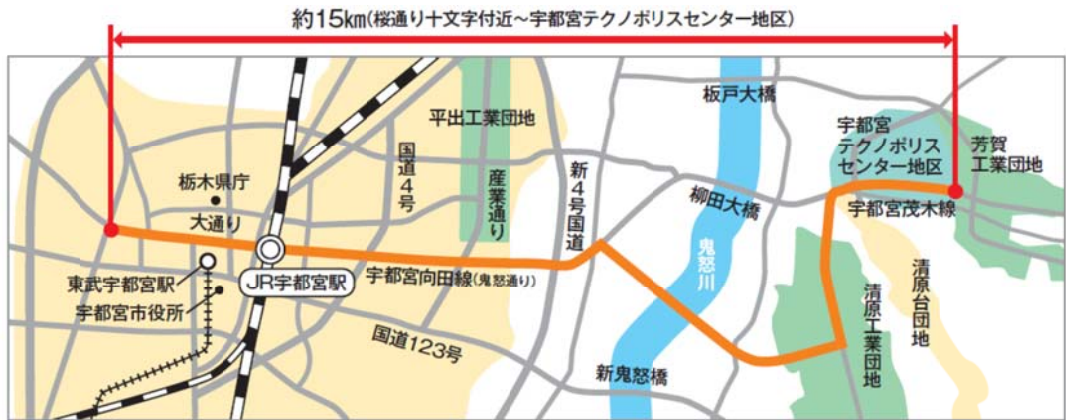 約15km(桜通り十文字付近～宇都宮テクノポリスセンター地区)
板戸大橋
平出工業団地
宇都宮
テクノポリス
センター地区
芳賀
工業団地
国道4号
産業通り
新4号国道
栃木県庁
大通り
柳田大橋
宇都宮茂木線
鬼怒川
東武宇都宮駅
JR宇都宮駅
宇都宮向田線(鬼怒通り)
宇都宮市役所
清原台団地
清原工業団地
国道123号
新鬼怒橋